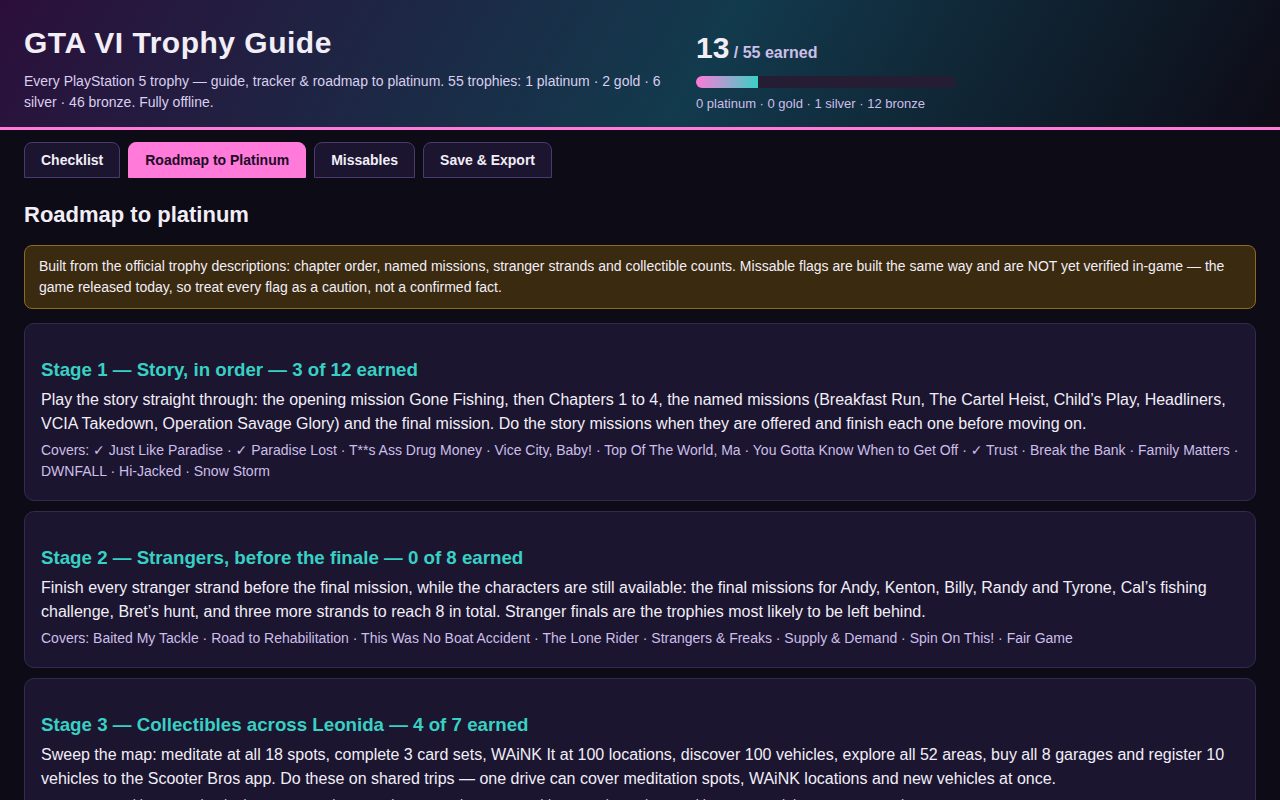 GTA VI Trophy Guide
Every PlayStation 5 trophy — guide, tracker & roadmap to platinum. 55 trophies: 1 platinum · 2 gold · 6
silver · 46 bronze. Fully offline.
13 / 55 earned
0 platinum · 0 gold · 1 silver · 12 bronze
Checklist
Roadmap to Platinum
Missables
Save & Export
Roadmap to platinum
Built from the official trophy descriptions: chapter order, named missions, stranger strands and collectible counts. Missable flags are built the same way and are NOT yet verified in-game — the
game released today, so treat every flag as a caution, not a confirmed fact.
Stage 1 — Story, in order — 3 of 12 earned
Play the story straight through: the opening mission Gone Fishing, then Chapters 1 to 4, the named missions (Breakfast Run, The Cartel Heist, Child’s Play, Headliners,
VCIA Takedown, Operation Savage Glory) and the final mission. Do the story missions when they are offered and finish each one before moving on.
Covers: ✓ Just Like Paradise · ✓ Paradise Lost · T**s Ass Drug Money · Vice City, Baby! · Top Of The World, Ma · You Gotta Know When to Get Off · ✓ Trust · Break the Bank · Family Matters ·
DWNFALL · Hi-Jacked · Snow Storm
Stage 2 — Strangers, before the finale — 0 of 8 earned
Finish every stranger strand before the final mission, while the characters are still available: the final missions for Andy, Kenton, Billy, Randy and Tyrone, Cal’s fishing
challenge, Bret’s hunt, and three more strands to reach 8 in total. Stranger finals are the trophies most likely to be left behind.
Covers: Baited My Tackle · Road to Rehabilitation · This Was No Boat Accident · The Lone Rider · Strangers & Freaks · Supply & Demand · Spin On This! · Fair Game
Stage 3 — Collectibles across Leonida — 4 of 7 earned
Sweep the map: meditate at all 18 spots, complete 3 card sets, WAiNK It at 100 locations, discover 100 vehicles, explore all 52 areas, buy all 8 garages and register 10
vehicles to the Scooter Bros app. Do these on shared trips — one drive can cover meditation spots, WAiNK locations and new vehicles at once.